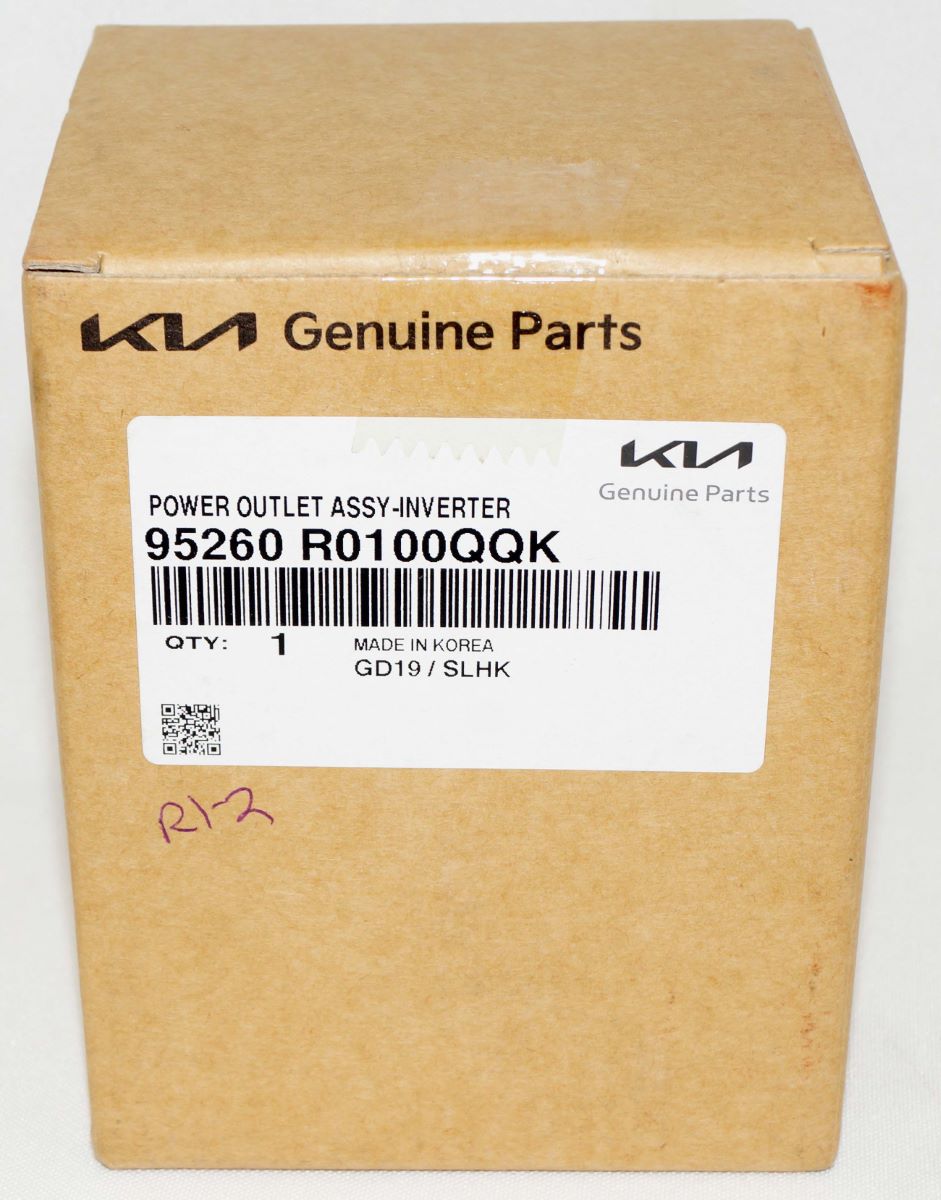 KIA Genuine Parts
KIA
Genuine Parts
POWER OUTLET ASSY-INVERTER
95260 R0100QQK
QTY: 1
MADE IN KOREA
GD19 / SLHK
R1-2